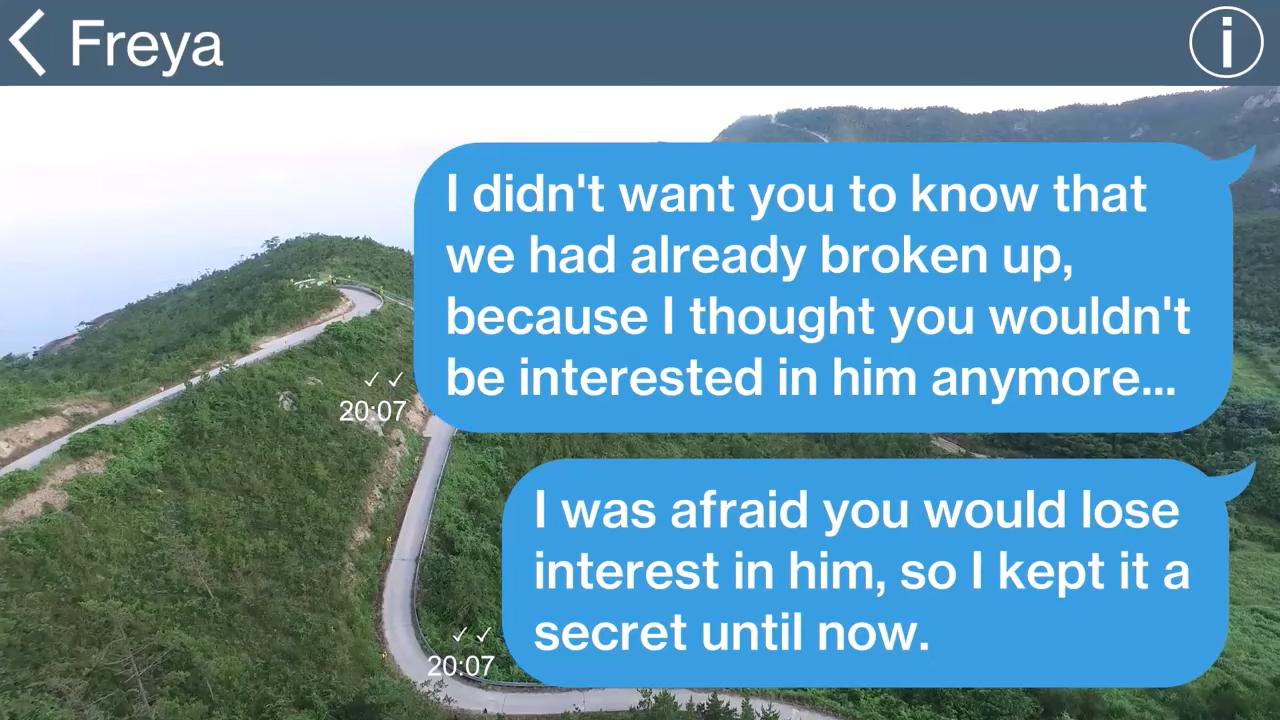 Freya
I didn't want you to know that
we had already broken up,
because I thought you wouldn't
be interested in him anymore...
✓✓
20:07
I was afraid you would lose
interest in him, so I kept it a
secret until now.
✓✓
20:07